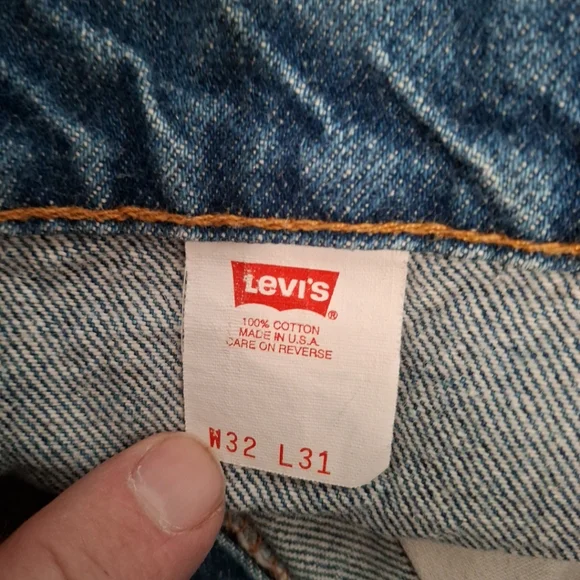 Levi's ®
100% COTTON
MADE IN U.S.A.
CARE ON REVERSE
W32 L31